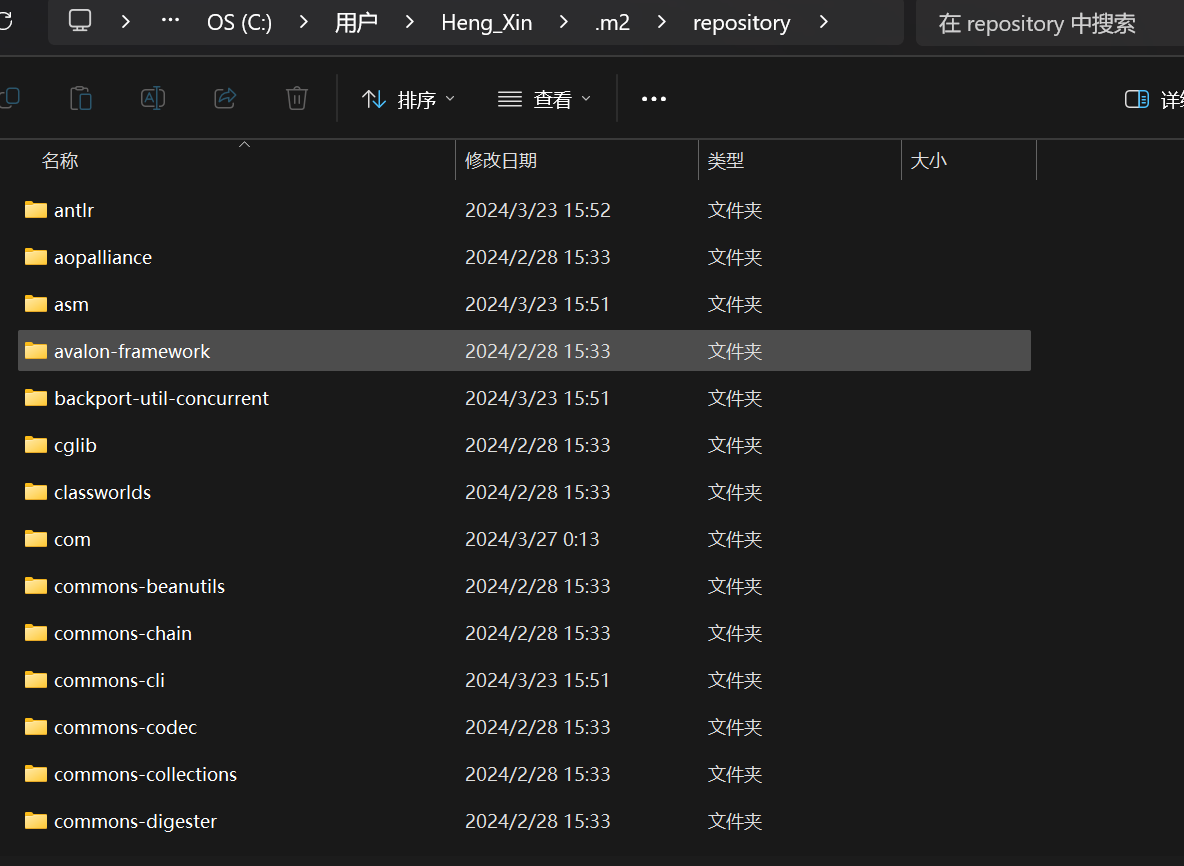 OS (C:) 用户 Heng_Xin .m2 repository 在 repository 中搜索
排序 查看
名称 修改日期 类型 大小
antlr 2024/3/23 15:52 文件夹
aopalliance 2024/2/28 15:33 文件夹
asm 2024/3/23 15:51 文件夹
avalon-framework 2024/2/28 15:33 文件夹
backport-util-concurrent 2024/3/23 15:51 文件夹
cglib 2024/2/28 15:33 文件夹
classworlds 2024/2/28 15:33 文件夹
com 2024/3/27 0:13 文件夹
commons-beanutils 2024/2/28 15:33 文件夹
commons-chain 2024/2/28 15:33 文件夹
commons-cli 2024/3/23 15:51 文件夹
commons-codec 2024/2/28 15:33 文件夹
commons-collections 2024/2/28 15:33 文件夹
commons-digester 2024/2/28 15:33 文件夹